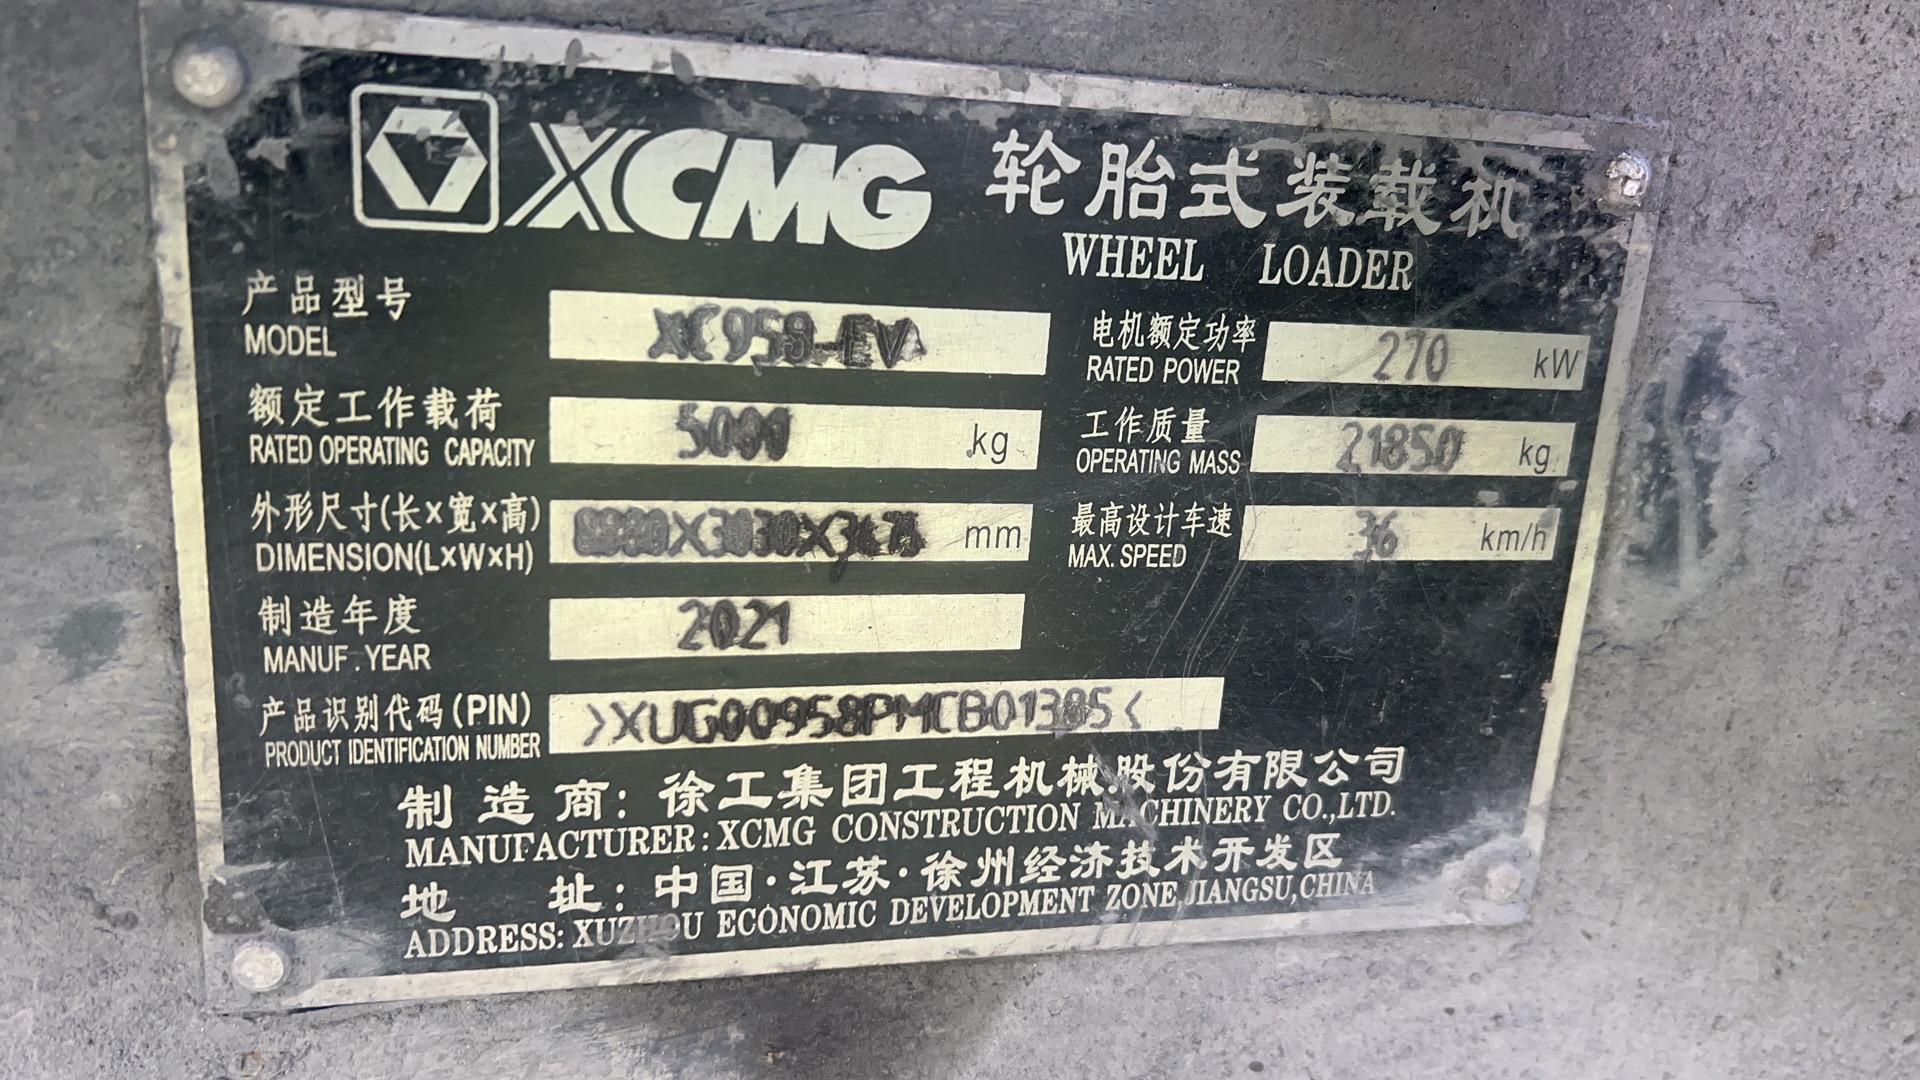 XCMG 轮胎式装载机
WHEEL LOADER
产品型号 XC958-EV 电机额定功率 270 kW
MODEL RATED POWER
额定工作载荷 5000 kg 工作质量 21850 kg
RATED OPERATING CAPACITY OPERATING MASS
外形尺寸(长×宽×高) mm 最高设计车速 36 km/h
DIMENSION(L×W×H) MAX. SPEED
制造年度 2021
MANUF.YEAR
产品识别代码(PIN) >XUG00958PMCB01385<
PRODUCT IDENTIFICATION NUMBER
制造商:徐工集团工程机械股份有限公司
MANUFACTURER:XCMG CONSTRUCTION MACHINERY CO.,LTD.
地址:中国·江苏·徐州经济技术开发区
ADDRESS:XUZHOU ECONOMIC DEVELOPMENT ZONE,JIANGSU,CHINA